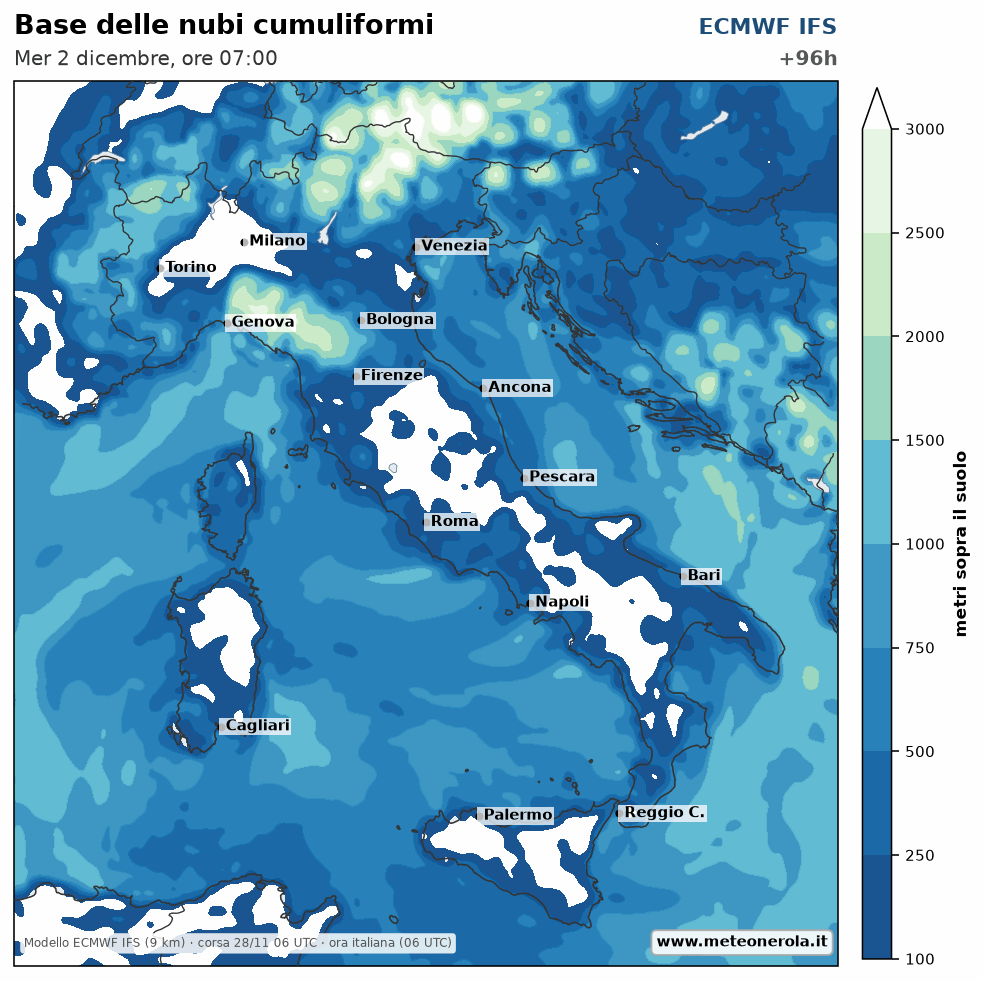 Base delle nubi cumuliformi
ECMWF IFS
Mer 2 dicembre, ore 07:00
+96h
Milano
Venezia
Torino
Genova
Bologna
Firenze
Ancona
Pescara
Roma
Bari
Napoli
Cagliari
Palermo
Reggio C.
Modello ECMWF IFS (9 km) · corsa 28/11 06 UTC · ora italiana (06 UTC)
www.meteonerola.it
3000
2500
2000
1500
1000
750
500
250
100
metri sopra il suolo